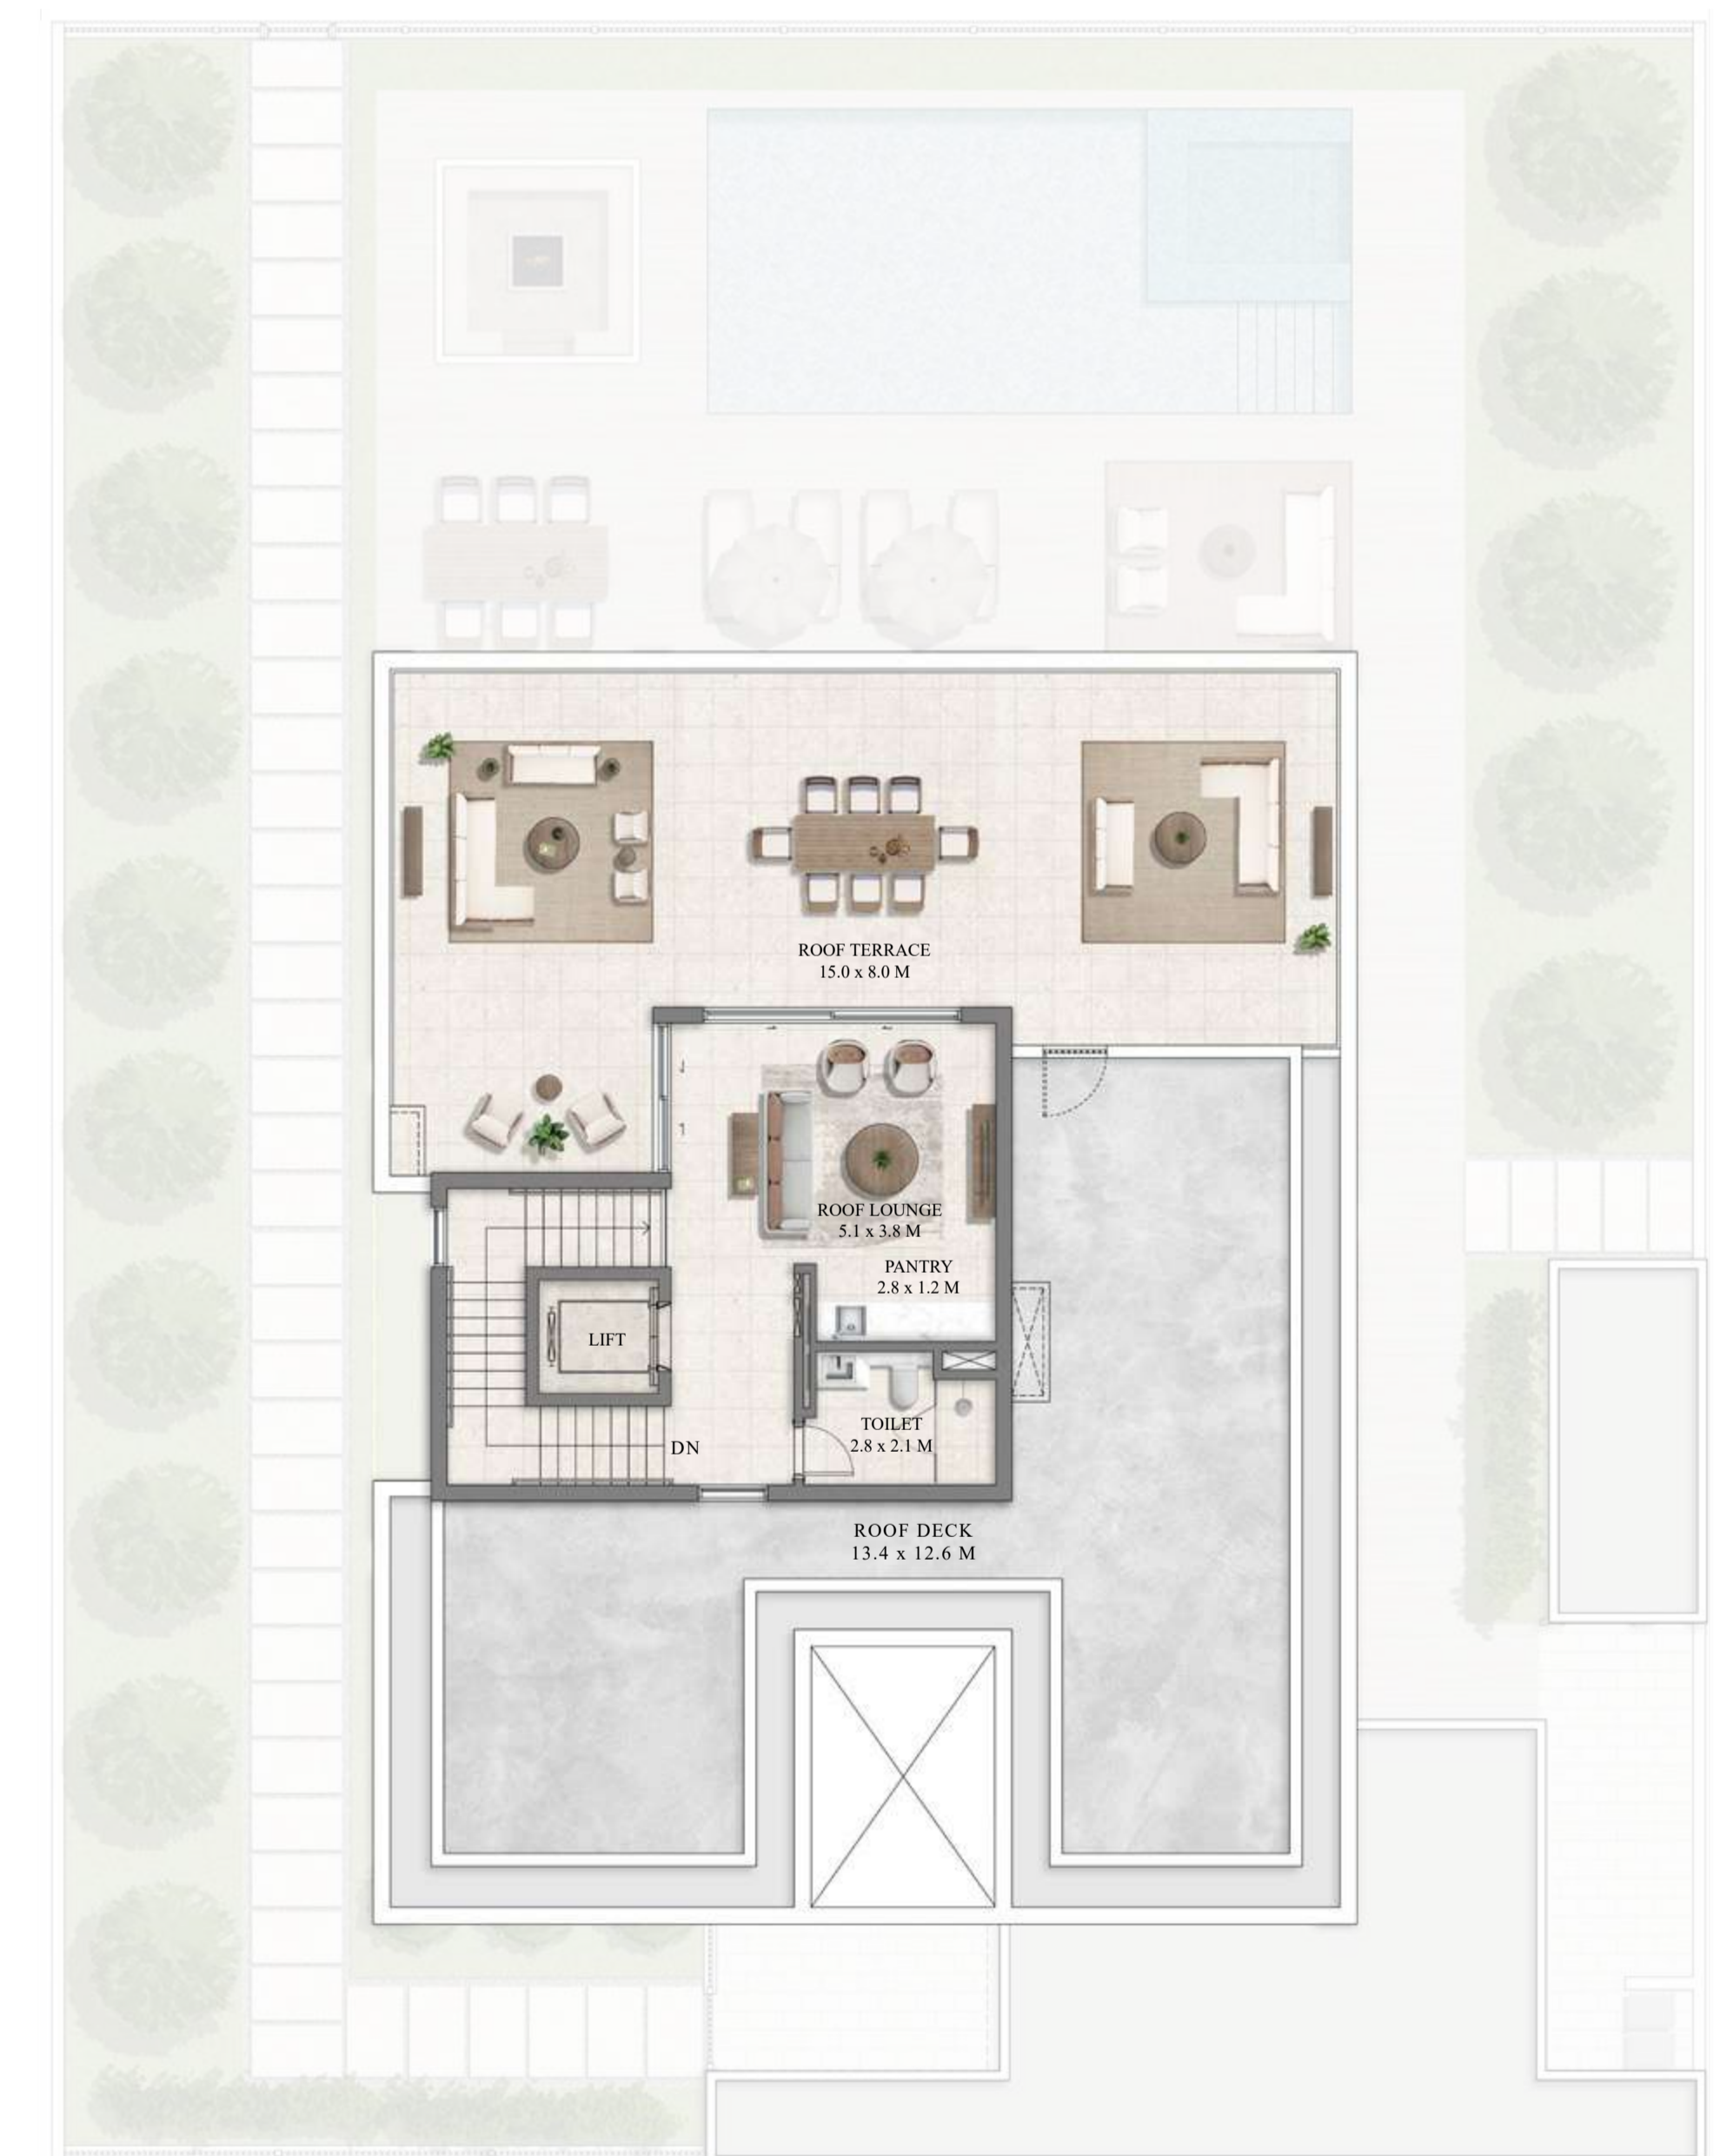 ROOF TERRACE
15.0 x 8.0 M
ROOF LOUNGE
5.1 x 3.8 M
PANTRY
2.8 x 1.2 M
LIFT
TOILET
2.8 x 2.1 M
DN
ROOF DECK
13.4 x 12.6 M